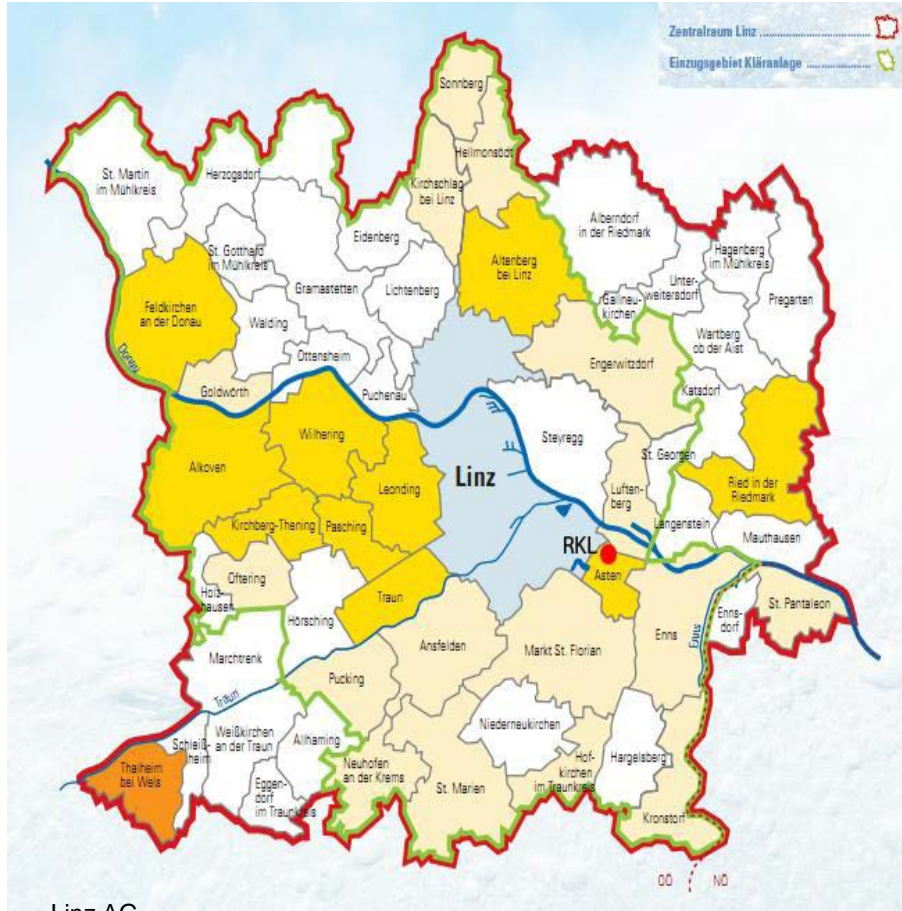 Zentralraum Linz
Einzugsgebiet Kläranlage
Sonnberg
Hellmonsödt
St. Martin
im Mühlkreis
Herzogsdorf
Kirchschlag
bei Linz
Alberndorf
in der Riedmark
Eidenberg
St. Gotthard
im Mühlkreis
Altenberg
bei Linz
Hagenberg
im Mühlkreis
Lichtenberg
Gramastetten
Unter-
weitersdorf
Gallneu-
kirchen
Pregarten
Feldkirchen
an der Donau
Walding
Wartberg
ob der Aist
Donau
Ottensheim
Engerwitzdorf
Goldwörth
Puchenau
Katsdorf
Wilhering
Steyregg
St. Georgen
Alkoven
Linz
Leonding
Luften-
berg
Ried in der
Riedmark
Kirchberg-Thening
Pasching
Langenstein
Mauthausen
RKL
Asten
Oftering
Holz-
hausen
Traun
Hörsching
Enns
Enns
Enns-
dorf
St. Pantaleon
Marchtrenk
Ansfelden
Markt St. Florian
Pucking
Traun
Niederneukirchen
Weißkirchen
an der Traun
Schleiß-
heim
Allhaming
Thalheim
bei Wels
Neuhofen
an der Krems
Hof-
kirchen
im Traunkreis
Hargelsberg
Eggen-
dorf
im Traunkreis
St. Marien
Kronstorf
OÖ
NÖ
Linz AG